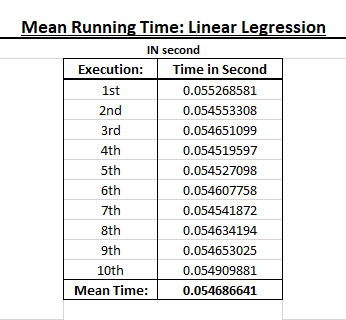 Mean Running Time: Linear Legression
IN second
Execution: Time in Second
1st 0.055268581
2nd 0.054553308
3rd 0.054651099
4th 0.054519597
5th 0.054527098
6th 0.054607758
7th 0.054541872
8th 0.054634194
9th 0.054653025
10th 0.054909881
Mean Time: 0.054686641